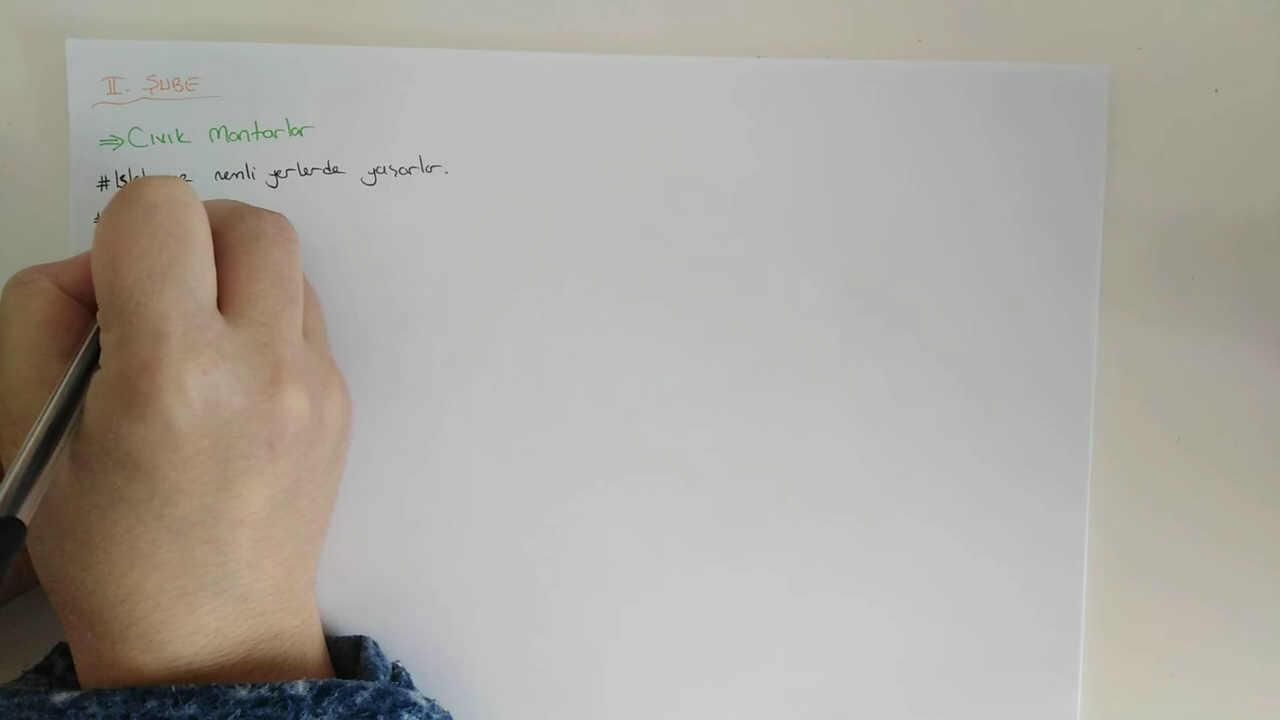 II. ŞUBE
⇒ Cıvık Mantarlar
# nemli yerlerde yaşarlar.
#